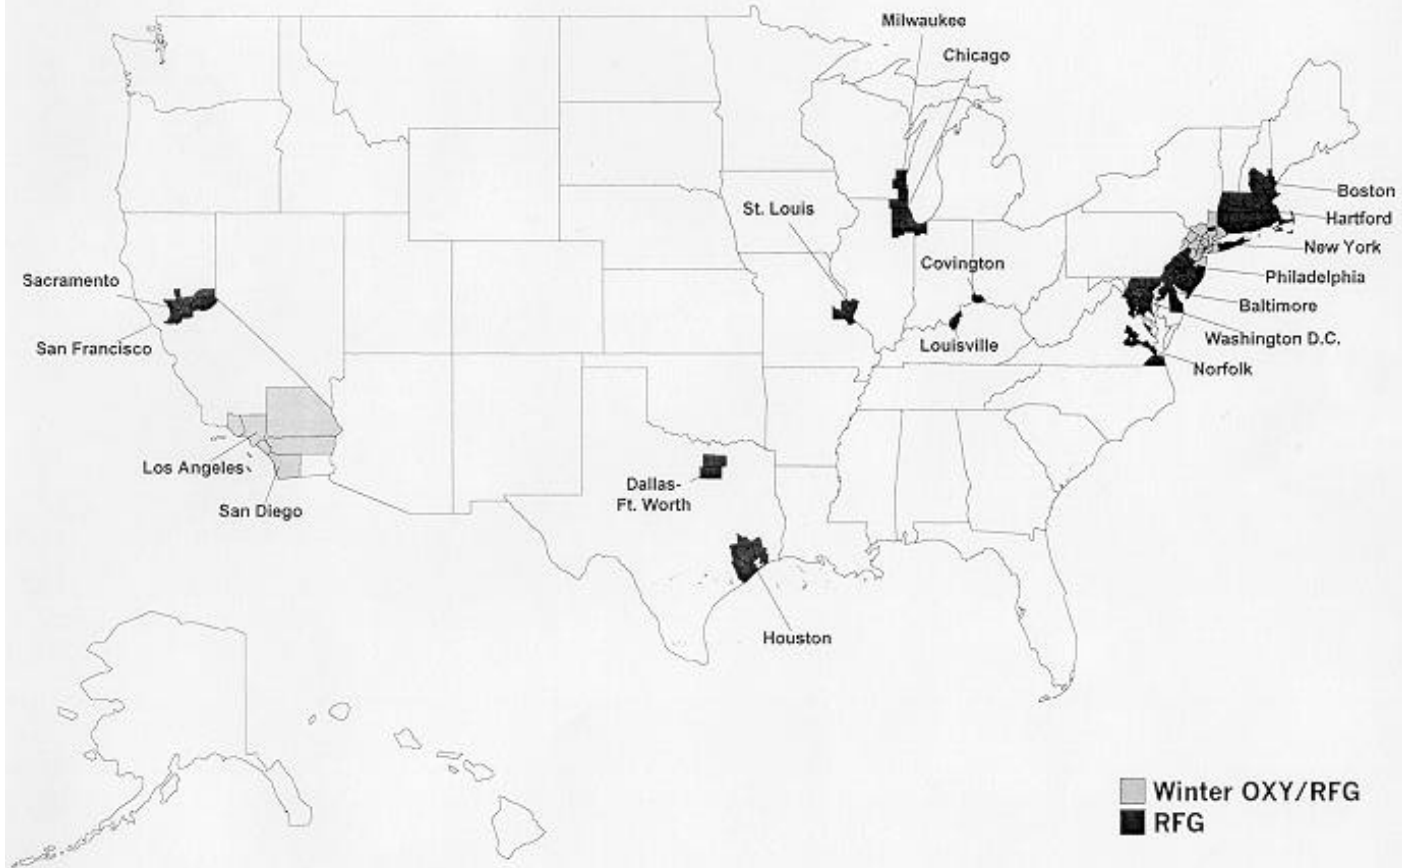 Milwaukee
Chicago
Boston
St. Louis
Hartford
New York
Covington
Philadelphia
Sacramento
Baltimore
Washington D.C.
San Francisco
Louisville
Norfolk
Los Angeles
Dallas-
Ft. Worth
San Diego
Houston
Winter OXY/RFG
RFG